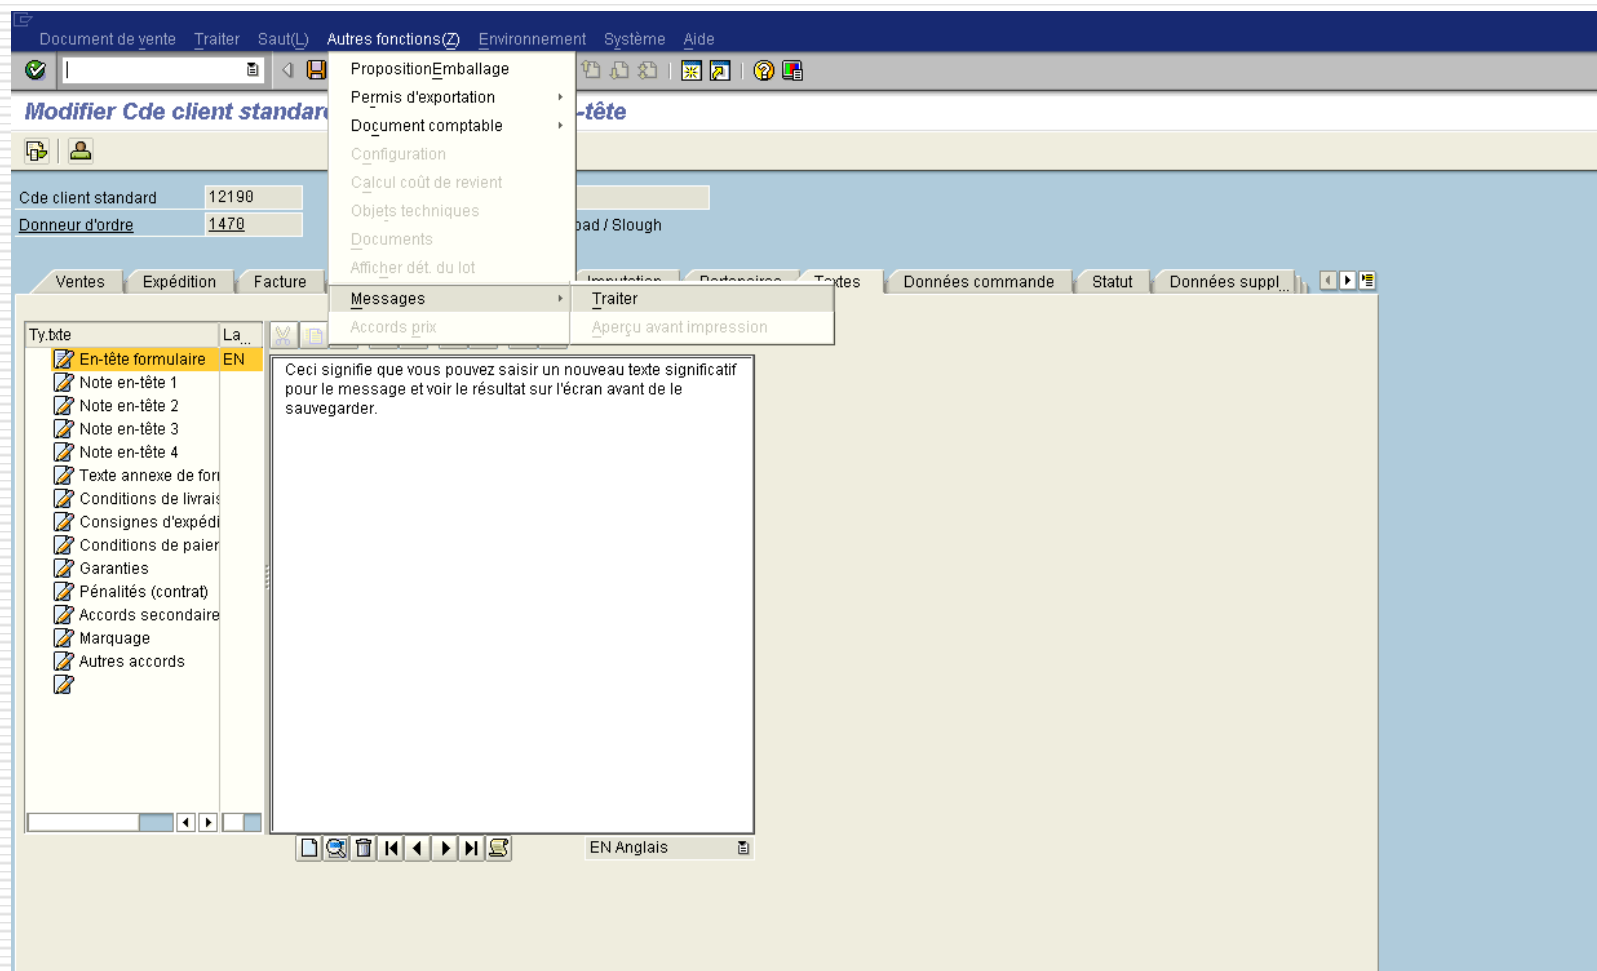 Document de vente Traiter Saut(L) Autres fonctions(Z) Environnement Système Aide
PropositionEmballage
Modifier Cde client standar -tête
Permis d'exportation
Document comptable
Configuration
Calcul coût de revient
Objets techniques
Documents
Afficher dét. du lot
Messages
Accords prix
Traiter
Aperçu avant impression
Cde client standard 12190
Donneur d'ordre 1470 oad / Slough
Ventes Expédition Facture Imputation Partenaires Textes Données commande Statut Données suppl...
Ty.txte La...
En-tête formulaire EN
Note en-tête 1
Note en-tête 2
Note en-tête 3
Note en-tête 4
Texte annexe de for
Conditions de livrais
Consignes d'expédi
Conditions de paier
Garanties
Pénalités (contrat)
Accords secondaire
Marquage
Autres accords
Ceci signifie que vous pouvez saisir un nouveau texte significatif
pour le message et voir le résultat sur l'écran avant de le
sauvegarder.
EN Anglais